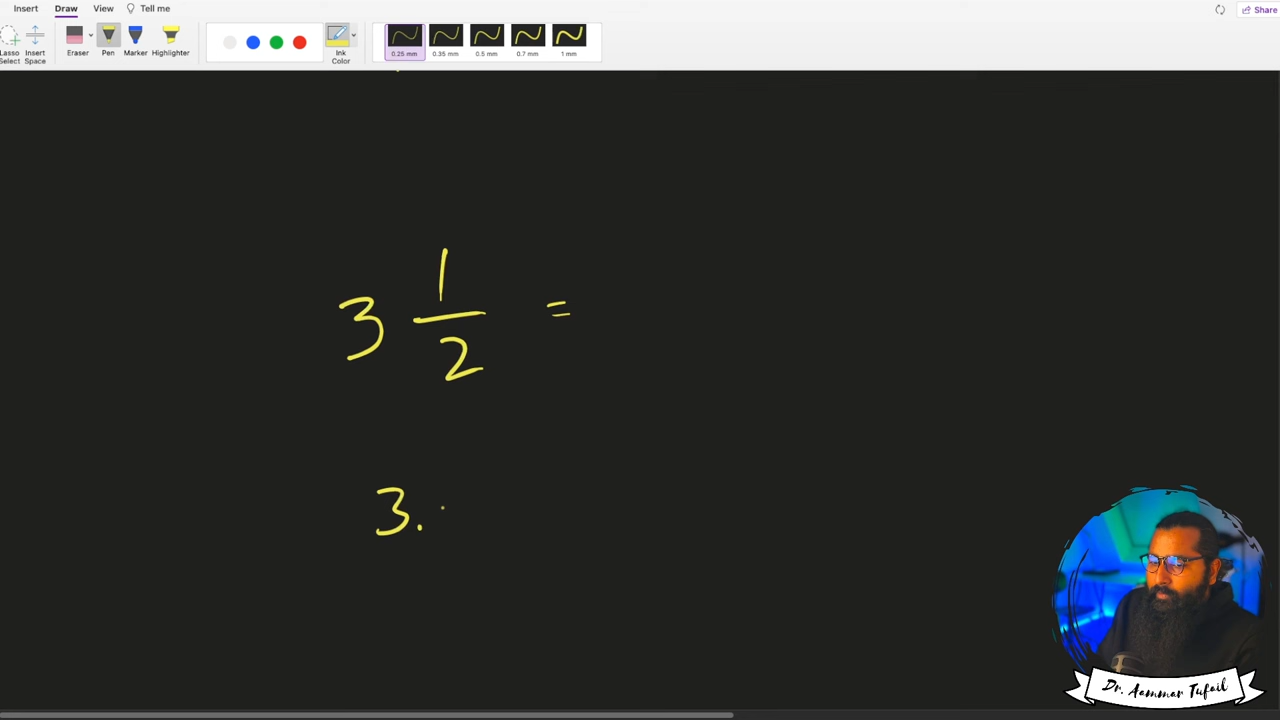 Insert Draw View Tell me
Share
Lasso Select
Insert Space
Eraser
Pen
Marker
Highlighter
Ink Color
0.25 mm
0.35 mm
0.5 mm
0.7 mm
1 mm
3 1/2 =
3.
Dr. Aammar Tufail